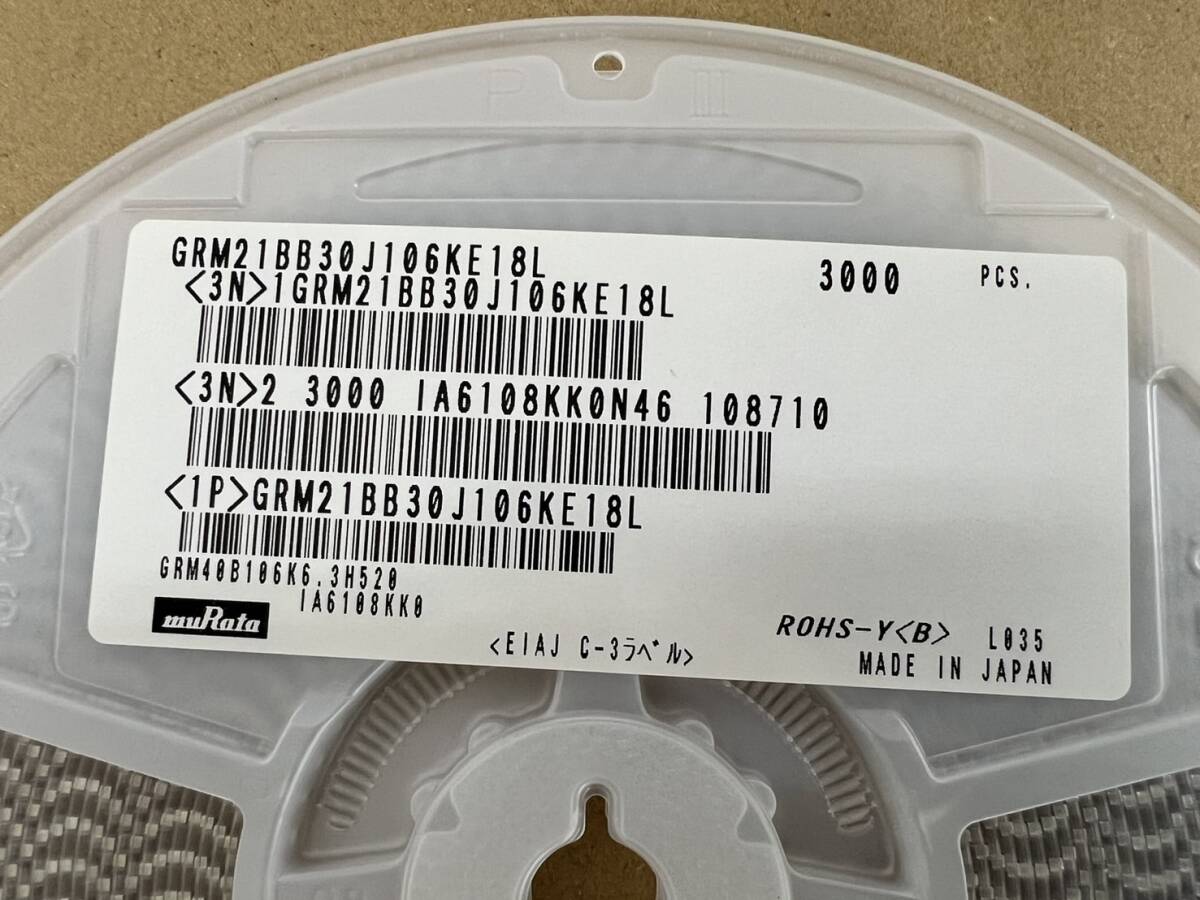 P III
GRM21BB30J106KE18L 3000 PCS.
<3N>1GRM21BB30J106KE18L
<3N>2 3000 IA6108KK0N46 108710
<1P>GRM21BB30J106KE18L
GRM40B106K6.3H520
IA6108KK0
muRata
<EIAJ C-3ラベル>
ROHS-Y<B> L035
MADE IN JAPAN